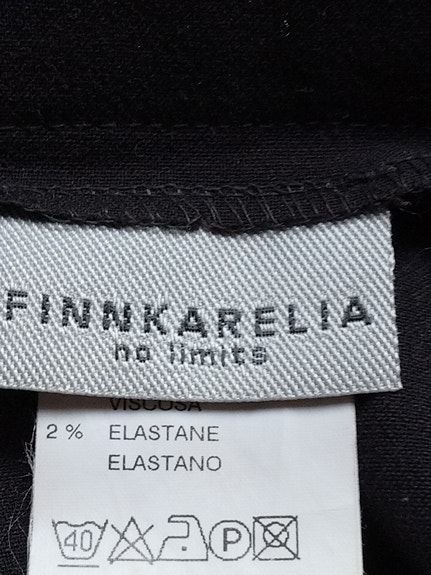 FINNKARELIA
no limits
VISCOSA
2 % ELASTANE
ELASTANO
40 P